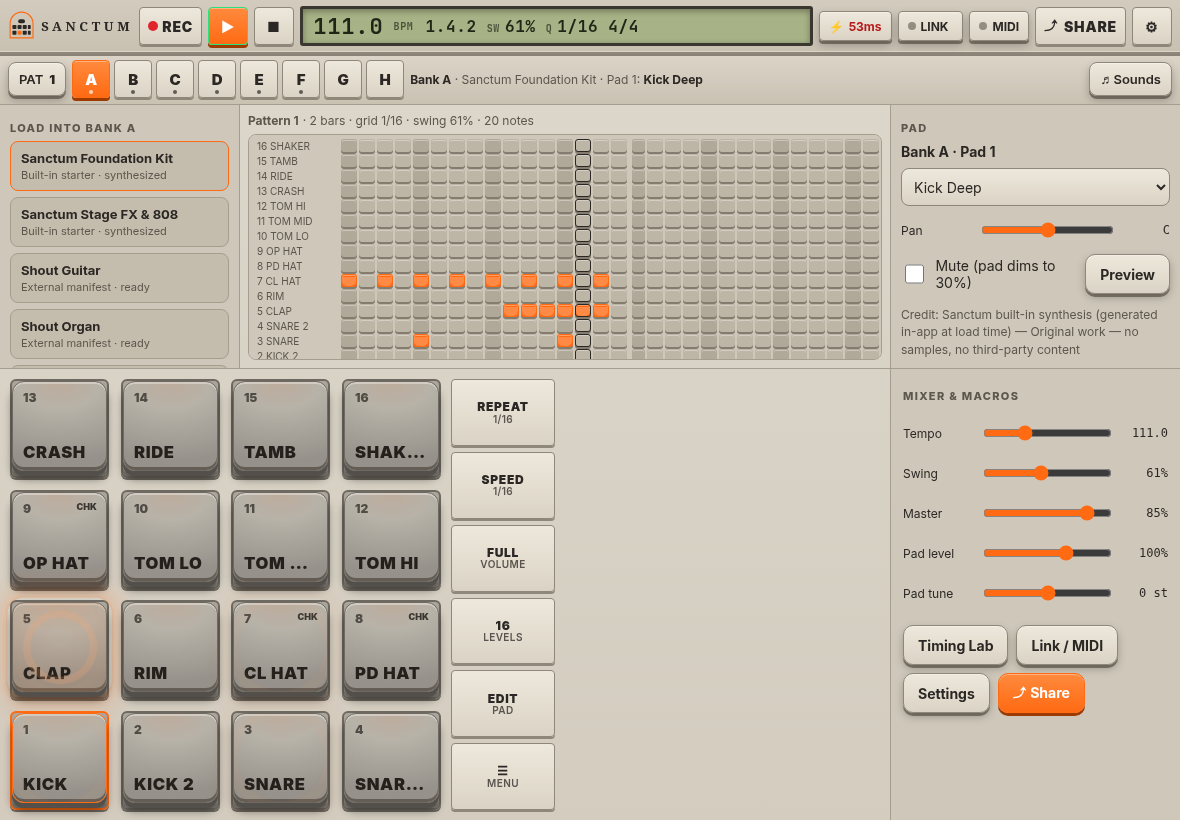 SANCTUM
REC
111.0 BPM 1.4.2 SW 61% Q 1/16 4/4
⚡ 53ms
LINK
MIDI
SHARE
PAT 1
A
B
C
D
E
F
G
H
Bank A · Sanctum Foundation Kit · Pad 1: Kick Deep
♬ Sounds
LOAD INTO BANK A
Sanctum Foundation Kit
Built-in starter · synthesized
Sanctum Stage FX & 808
Built-in starter · synthesized
Shout Guitar
External manifest · ready
Shout Organ
External manifest · ready
Pattern 1 · 2 bars · grid 1/16 · swing 61% · 20 notes
16 SHAKER
15 TAMB
14 RIDE
13 CRASH
12 TOM HI
11 TOM MID
10 TOM LO
9 OP HAT
8 PD HAT
7 CL HAT
6 RIM
5 CLAP
4 SNARE 2
3 SNARE
2 KICK 2
PAD
Bank A · Pad 1
Kick Deep
Pan
C
Mute (pad dims to
30%)
Preview
Credit: Sanctum built-in synthesis (generated
in-app at load time) — Original work — no
samples, no third-party content
13
CRASH
14
RIDE
15
TAMB
16
SHAK...
9 CHK
OP HAT
10
TOM LO
11
TOM ...
12
TOM HI
5
CLAP
6
RIM
7 CHK
CL HAT
8 CHK
PD HAT
1
KICK
2
KICK 2
3
SNARE
4
SNAR...
REPEAT
1/16
SPEED
1/16
FULL
VOLUME
16
LEVELS
EDIT
PAD
☰
MENU
MIXER & MACROS
Tempo 111.0
Swing 61%
Master 85%
Pad level 100%
Pad tune 0 st
Timing Lab
Link / MIDI
Settings
Share